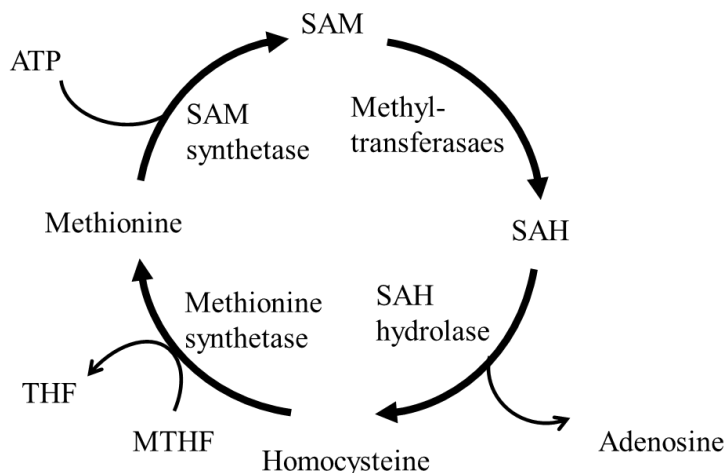 SAM
ATP
SAM
synthetase
Methyl-
transferasaes
Methionine
SAH
Methionine
synthetase
SAH
hydrolase
THF
MTHF
Homocysteine
Adenosine